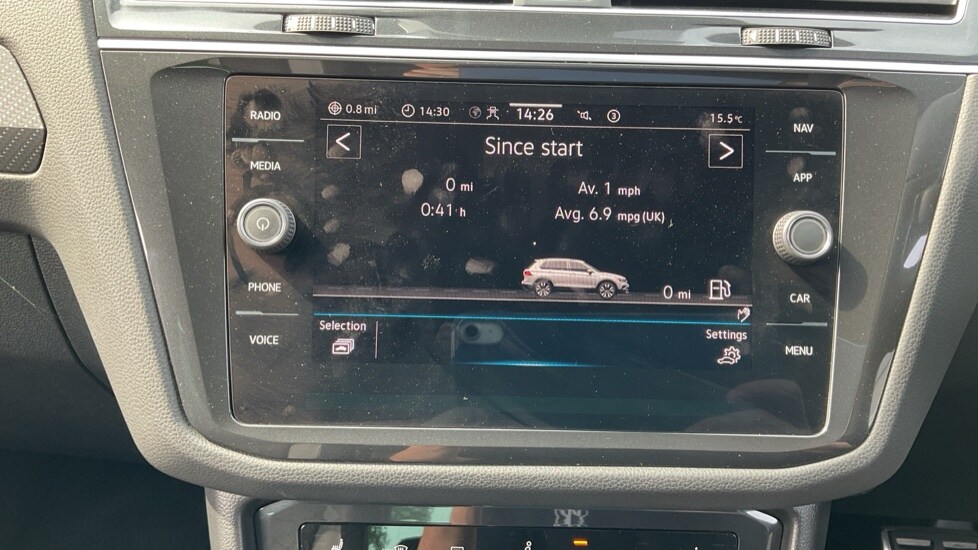 RADIO
MEDIA
PHONE
VOICE
0.8 mi 14:30 14:26 3 15.5°C
< Since start >
0 mi Av. 1 mph
0:41 h Avg. 6.9 mpg (UK)
0 mi
Selection Settings
NAV
APP
CAR
MENU